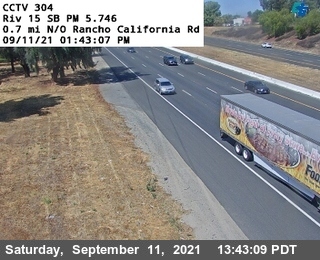 CCTV 304
Riv 15 SB PM 5.746
0.7 mi N/O Rancho California Rd
09/11/21 01:43:07 PM
Foo
Saturday, September 11, 2021 13:43:09 PDT